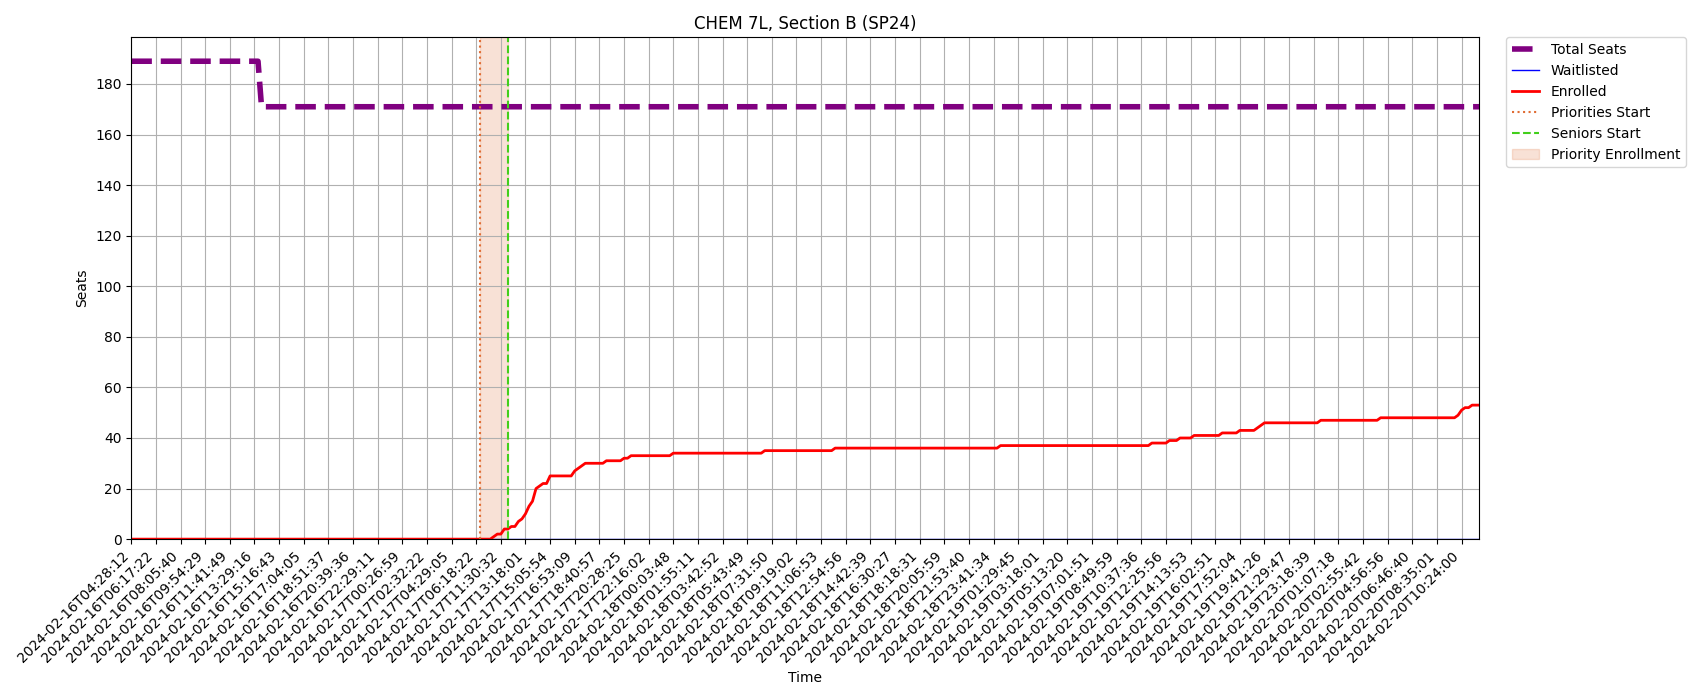 CHEM 7L, Section B (SP24)
Total Seats
Waitlisted
Enrolled
Priorities Start
Seniors Start
Priority Enrollment
Seats
180
160
140
120
100
80
60
40
20
0
2024-02-16T04:28:12
2024-02-16T06:17:22
2024-02-16T08:05:40
2024-02-16T09:54:29
2024-02-16T11:41:49
2024-02-16T13:29:16
2024-02-16T15:16:43
2024-02-16T17:04:05
2024-02-16T18:51:37
2024-02-16T20:39:36
2024-02-16T22:29:11
2024-02-17T00:26:59
2024-02-17T02:32:22
2024-02-17T04:29:05
2024-02-17T06:18:22
2024-02-17T11:30:32
2024-02-17T13:18:01
2024-02-17T15:05:54
2024-02-17T16:53:09
2024-02-17T18:40:57
2024-02-17T20:28:25
2024-02-17T22:16:02
2024-02-18T00:03:48
2024-02-18T01:55:11
2024-02-18T03:42:52
2024-02-18T05:43:49
2024-02-18T07:31:50
2024-02-18T09:19:02
2024-02-18T11:06:53
2024-02-18T12:54:56
2024-02-18T14:42:39
2024-02-18T16:30:27
2024-02-18T18:18:31
2024-02-18T20:05:59
2024-02-18T21:53:40
2024-02-18T23:41:34
2024-02-19T01:29:45
2024-02-19T03:18:01
2024-02-19T05:13:20
2024-02-19T07:01:51
2024-02-19T08:49:59
2024-02-19T10:37:36
2024-02-19T12:25:56
2024-02-19T14:13:53
2024-02-19T16:02:51
2024-02-19T17:52:04
2024-02-19T19:41:26
2024-02-19T21:29:47
2024-02-19T23:18:39
2024-02-20T01:07:18
2024-02-20T02:55:42
2024-02-20T04:56:56
2024-02-20T06:46:40
2024-02-20T08:35:01
2024-02-20T10:24:00
Time